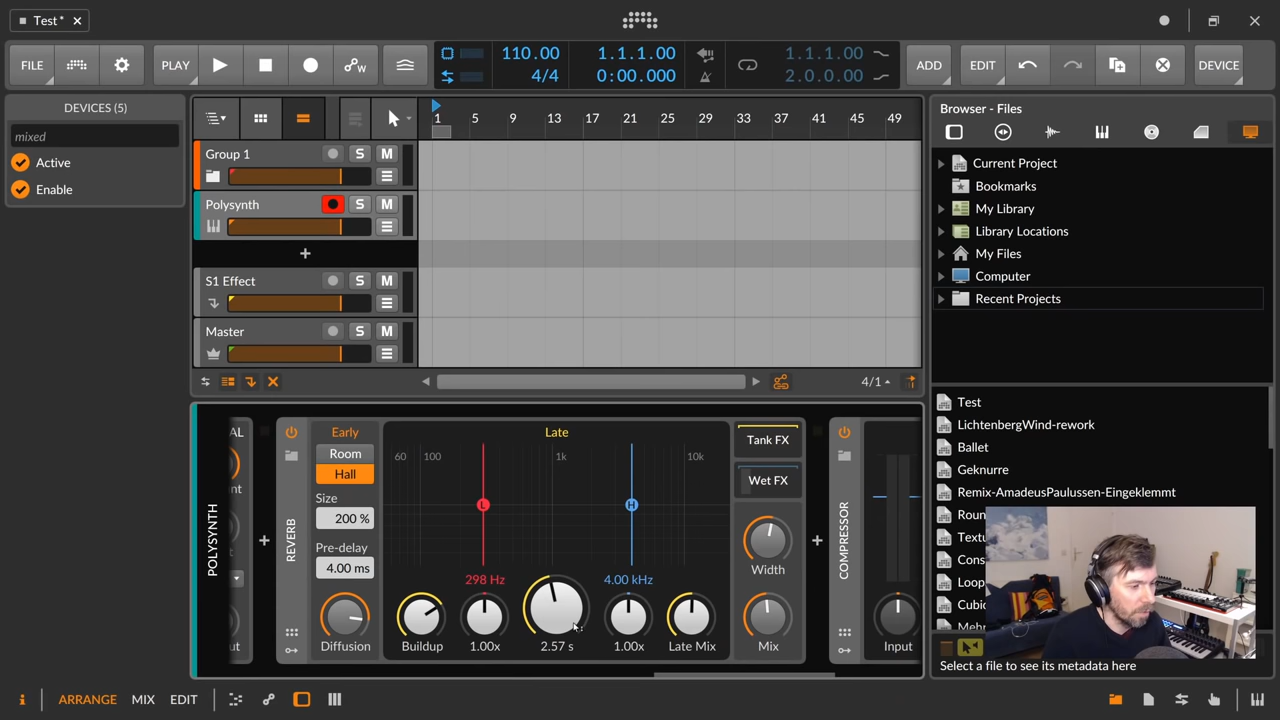 Test*
FILE
PLAY
110.00
4/4
1.1.1.00
0:00.000
1.1.1.00
2.0.0.00
ADD
EDIT
DEVICE
DEVICES (5)
mixed
Active
Enable
1 5 9 13 17 21 25 29 33 37 41 45 49
Group 1 S M
Polysynth S M
+
S1 Effect S M
Master S M
4/1
Browser - Files
Current Project
Bookmarks
My Library
Library Locations
My Files
Computer
Recent Projects
Test
LichtenbergWind-rework
Ballet
Geknurre
Remix-AmadeusPaulussen-Eingeklemmt
Select a file to see its metadata here
POLYSYNTH
REVERB
Early
Room
Hall
Size
200 %
Pre-delay
4.00 ms
Diffusion
Late
60 100 1k 10k
L
H
298 Hz
4.00 kHz
Buildup
1.00x
2.57 s
1.00x
Late Mix
Tank FX
Wet FX
Width
Mix
COMPRESSOR
Input
i
ARRANGE
MIX
EDIT